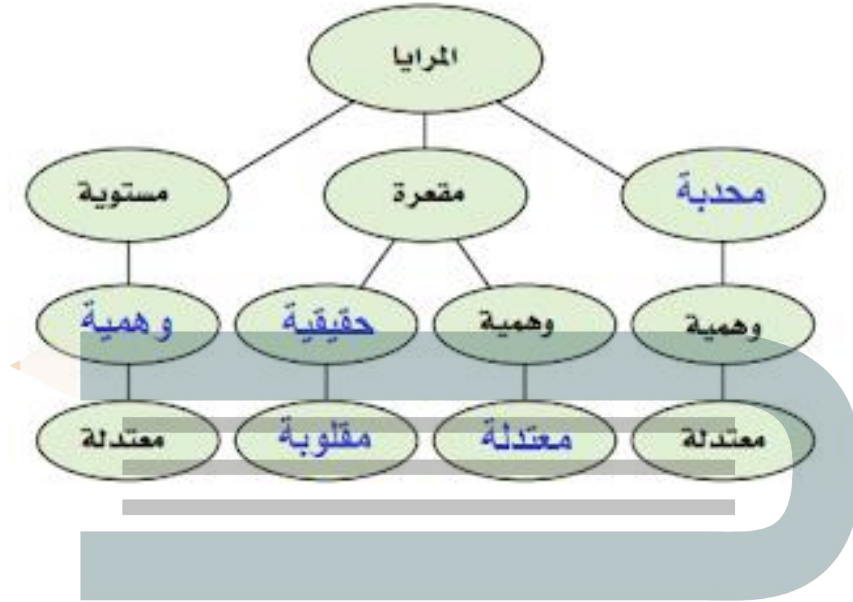 المرايا
محدبة مقعرة مستوية
وهمية وهمية حقيقية وهمية
معتدلة معتدلة مقلوبة معتدلة